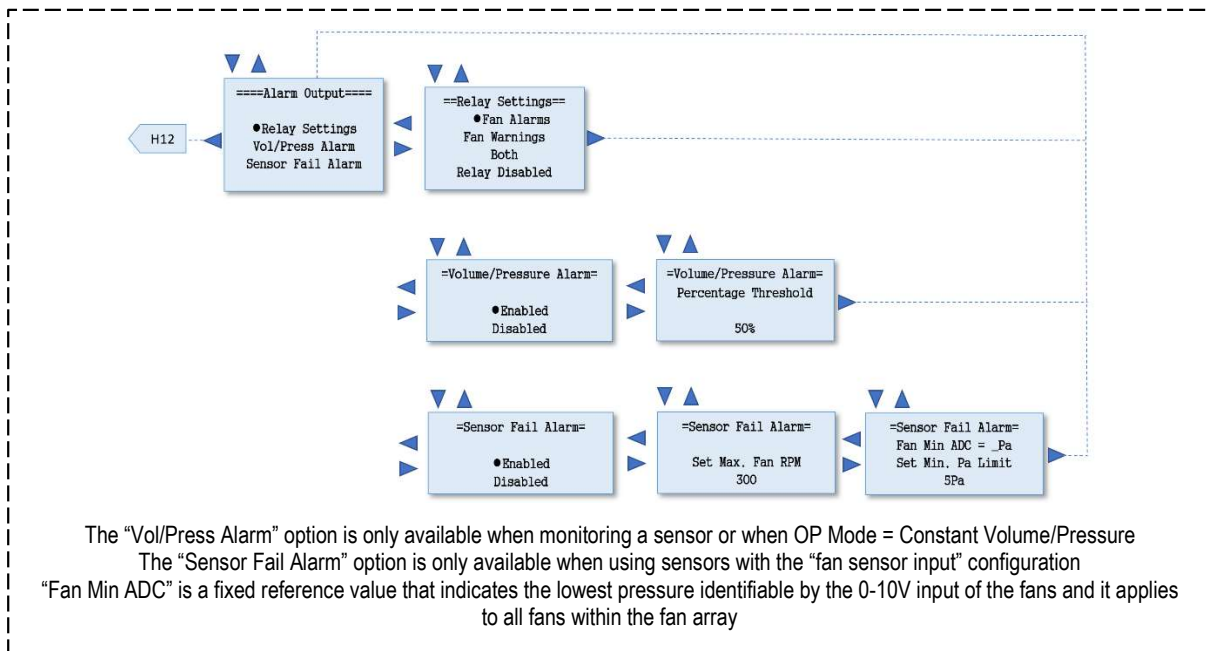 ====Alarm Output====
●Relay Settings
Vol/Press Alarm
Sensor Fail Alarm
H12
==Relay Settings==
●Fan Alarms
Fan Warnings
Both
Relay Disabled
=Volume/Pressure Alarm=
●Enabled
Disabled
=Volume/Pressure Alarm=
Percentage Threshold
50%
=Sensor Fail Alarm=
●Enabled
Disabled
=Sensor Fail Alarm=
Set Max. Fan RPM
300
=Sensor Fail Alarm=
Fan Min ADC = _Pa
Set Min. Pa Limit
5Pa
The “Vol/Press Alarm” option is only available when monitoring a sensor or when OP Mode = Constant Volume/Pressure
The “Sensor Fail Alarm” option is only available when using sensors with the “fan sensor input” configuration
“Fan Min ADC” is a fixed reference value that indicates the lowest pressure identifiable by the 0-10V input of the fans and it applies
to all fans within the fan array